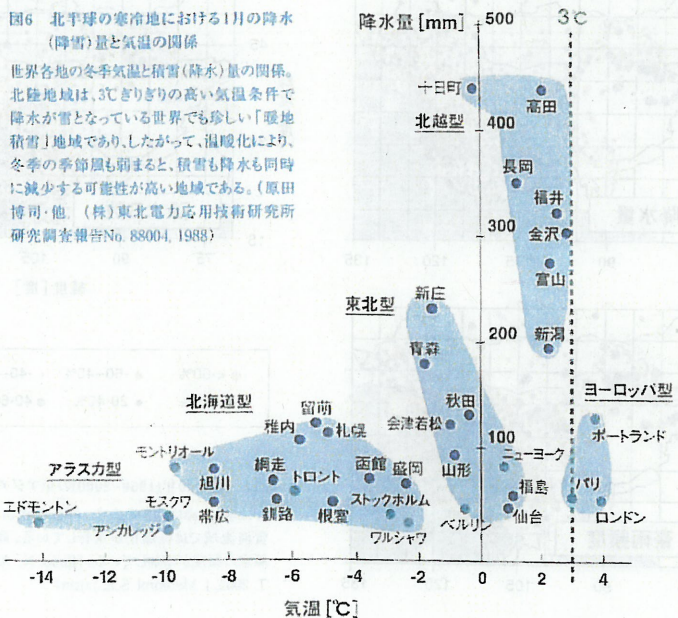 図6 北半球の寒冷地における1月の降水
(降雪)量と気温の関係
世界各地の冬季気温と積雪(降水)量の関係。
北陸地域は、3℃ぎりぎりの高い気温条件で
降水が雪となっている世界でも珍しい「暖地
積雪」地域であり、したがって、温暖化により、
冬季の季節風も弱まると、積雪も降水も同時
に減少する可能性が高い地域である。(原田
博司・他、(株)東北電力応用技術研究所
研究調査報告No. 88004, 1988)
降水量[mm]
500
3℃
十日町
高田
北越型
400
長岡
福井
300
金沢
富山
新庄
東北型
200
新潟
青森
ヨーロッパ型
北海道型
留萌
秋田
稚内
札幌
会津若松
ポートランド
モントリオール
100
ニューヨーク
アラスカ型
網走
トロント
函館
盛岡
山形
パリ
エドモントン
モスクワ
旭川
ストックホルム
福島
アンカレッジ
帯広
釧路
根室
ワルシャワ
ベルリン
仙台
ロンドン
-14
-12
-10
-8
-6
-4
-2
0
2
4
気温[℃]